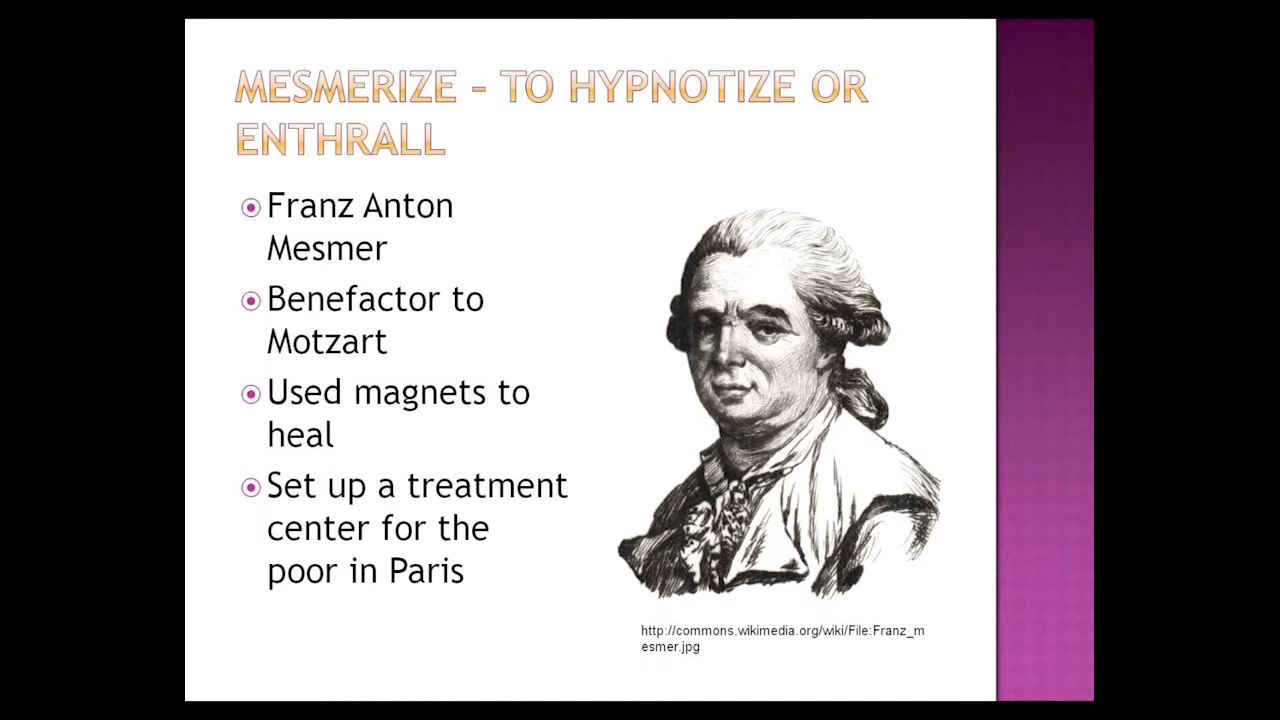 MESMERIZE – TO HYPNOTIZE OR
ENTHRALL
Franz Anton
Mesmer
Benefactor to
Motzart
Used magnets to
heal
Set up a treatment
center for the
poor in Paris
http://commons.wikimedia.org/wiki/File:Franz_m
esmer.jpg